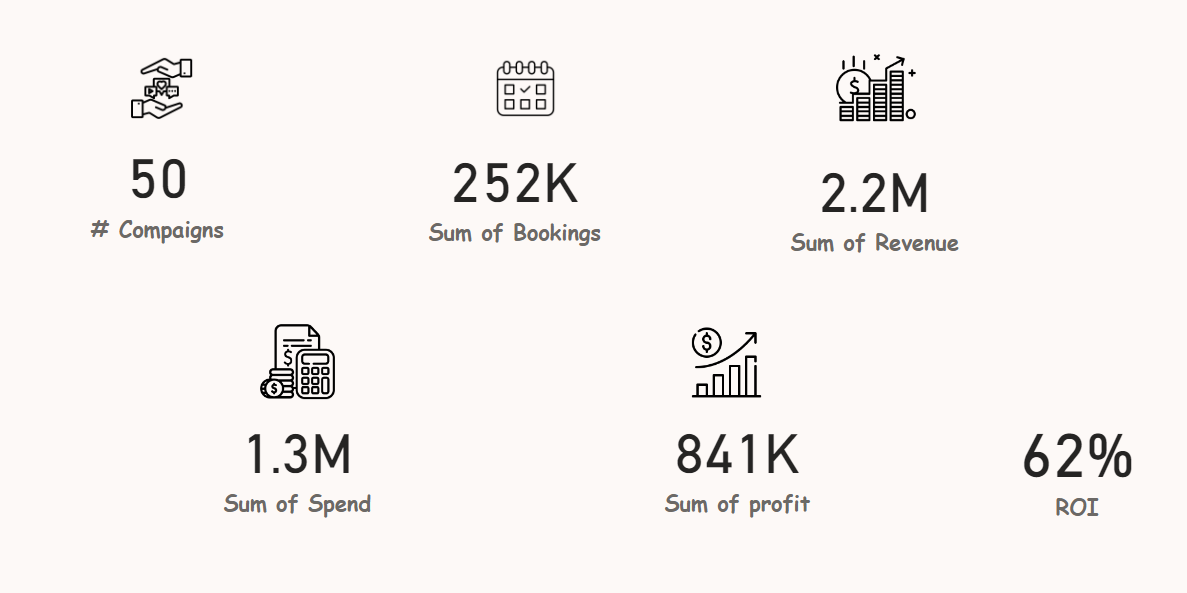 50
# Compaigns
252K
Sum of Bookings
2.2M
Sum of Revenue
1.3M
Sum of Spend
841K
Sum of profit
62%
ROI